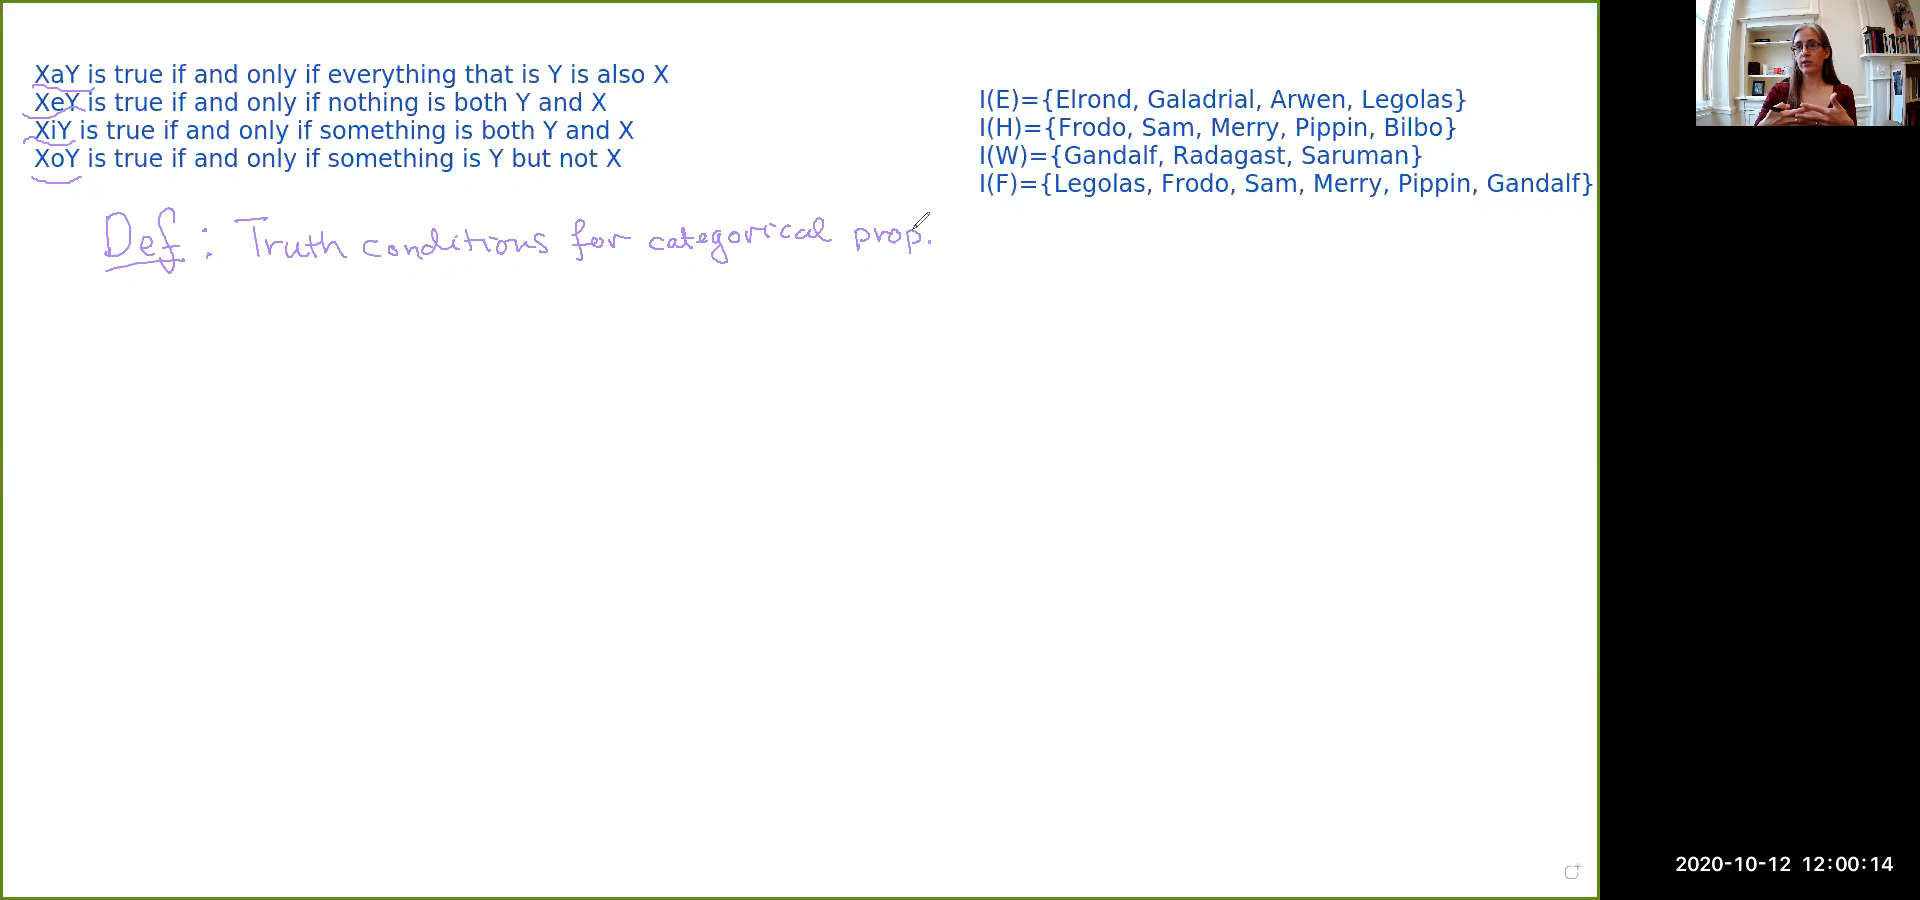 XaY is true if and only if everything that is Y is also X
XeY is true if and only if nothing is both Y and X
XiY is true if and only if something is both Y and X
XoY is true if and only if something is Y but not X
I(E)={Elrond, Galadrial, Arwen, Legolas}
I(H)={Frodo, Sam, Merry, Pippin, Bilbo}
I(W)={Gandalf, Radagast, Saruman}
I(F)={Legolas, Frodo, Sam, Merry, Pippin, Gandalf}
Def: Truth conditions for categorical prop.
2020-10-12 12:00:14